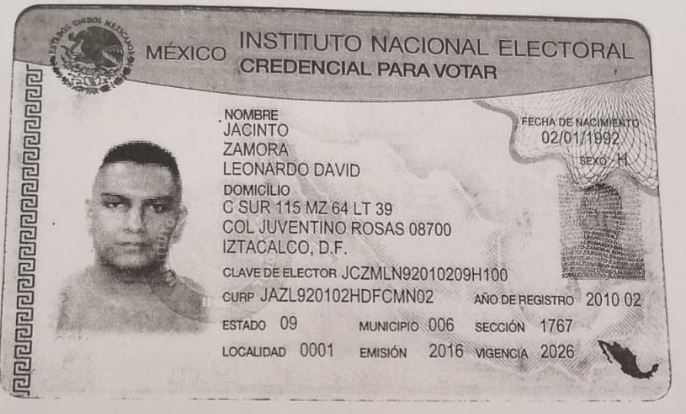 ESTADOS UNIDOS MEXICANOS
MÉXICO INSTITUTO NACIONAL ELECTORAL
CREDENCIAL PARA VOTAR
NOMBRE
JACINTO
ZAMORA
LEONARDO DAVID
FECHA DE NACIMIENTO
02/01/1992
SEXO H
DOMICILIO
C SUR 115 MZ 64 LT 39
COL JUVENTINO ROSAS 08700
IZTACALCO, D.F.
CLAVE DE ELECTOR JCZMLN92010209H100
CURP JAZL920102HDFCMN02 AÑO DE REGISTRO 2010 02
ESTADO 09 MUNICIPIO 006 SECCIÓN 1767
LOCALIDAD 0001 EMISIÓN 2016 VIGENCIA 2026